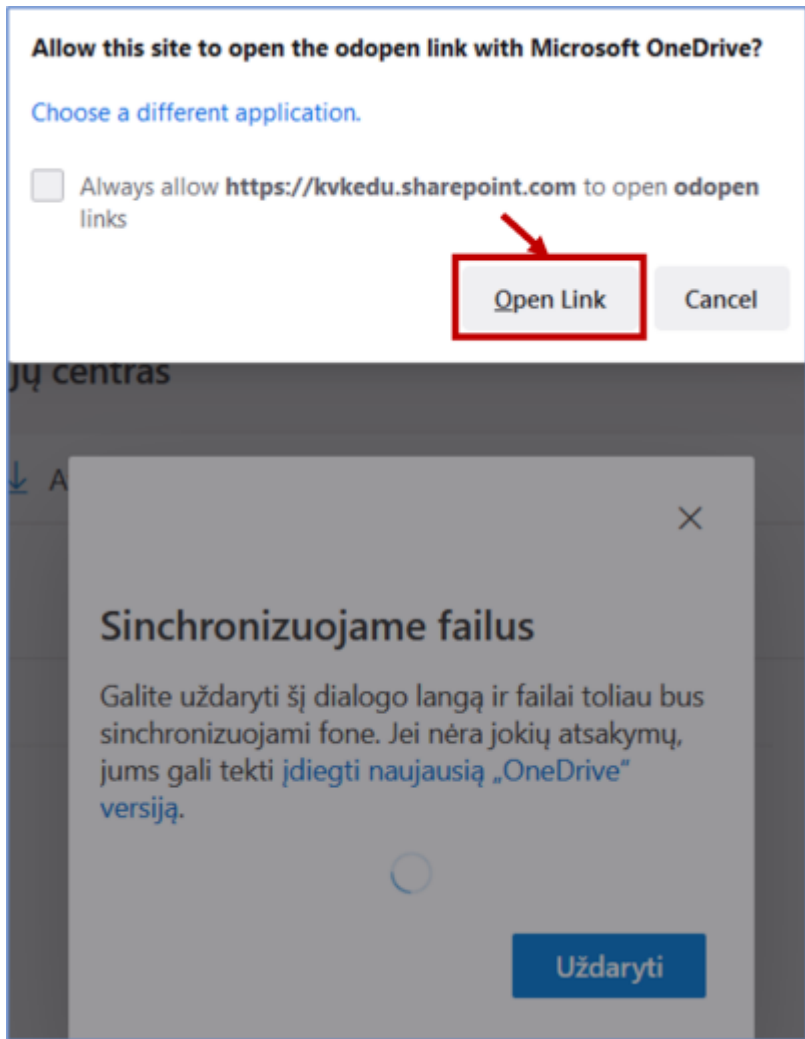 Allow this site to open the odopen link with Microsoft OneDrive?
Choose a different application.
Always allow https://kvkedu.sharepoint.com to open odopen
links
Open Link Cancel
jų centras
A
Sinchronizuojame failus
Galite uždaryti šį dialogo langą ir failai toliau bus
sinchronizuojami fone. Jei nėra jokių atsakymų,
jums gali tekti įdiegti naujausią „OneDrive“
versiją.
Uždaryti